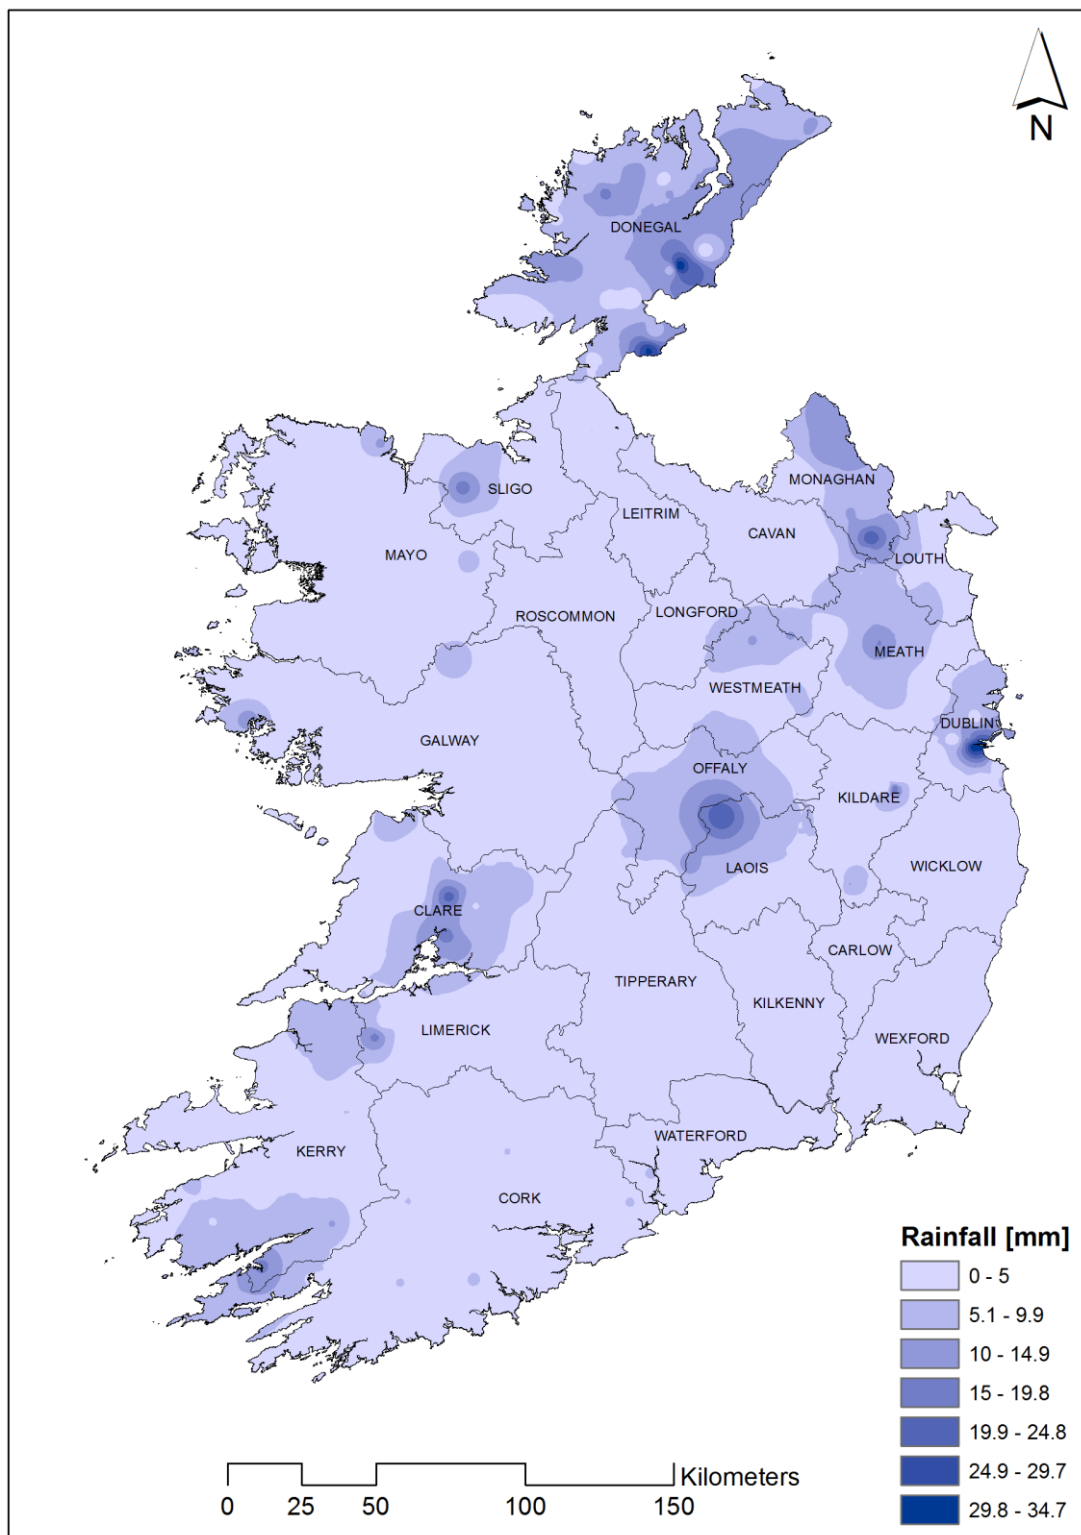 N
DONEGAL
MONAGHAN
SLIGO
LEITRIM
CAVAN
MAYO
LOUTH
ROSCOMMON
LONGFORD
MEATH
WESTMEATH
DUBLIN
GALWAY
OFFALY
KILDARE
LAOIS
WICKLOW
CLARE
CARLOW
TIPPERARY
KILKENNY
LIMERICK
WEXFORD
WATERFORD
KERRY
CORK
Rainfall [mm]
0 - 5
5.1 - 9.9
10 - 14.9
15 - 19.8
19.9 - 24.8
24.9 - 29.7
29.8 - 34.7
Kilometers
0 25 50 100 150